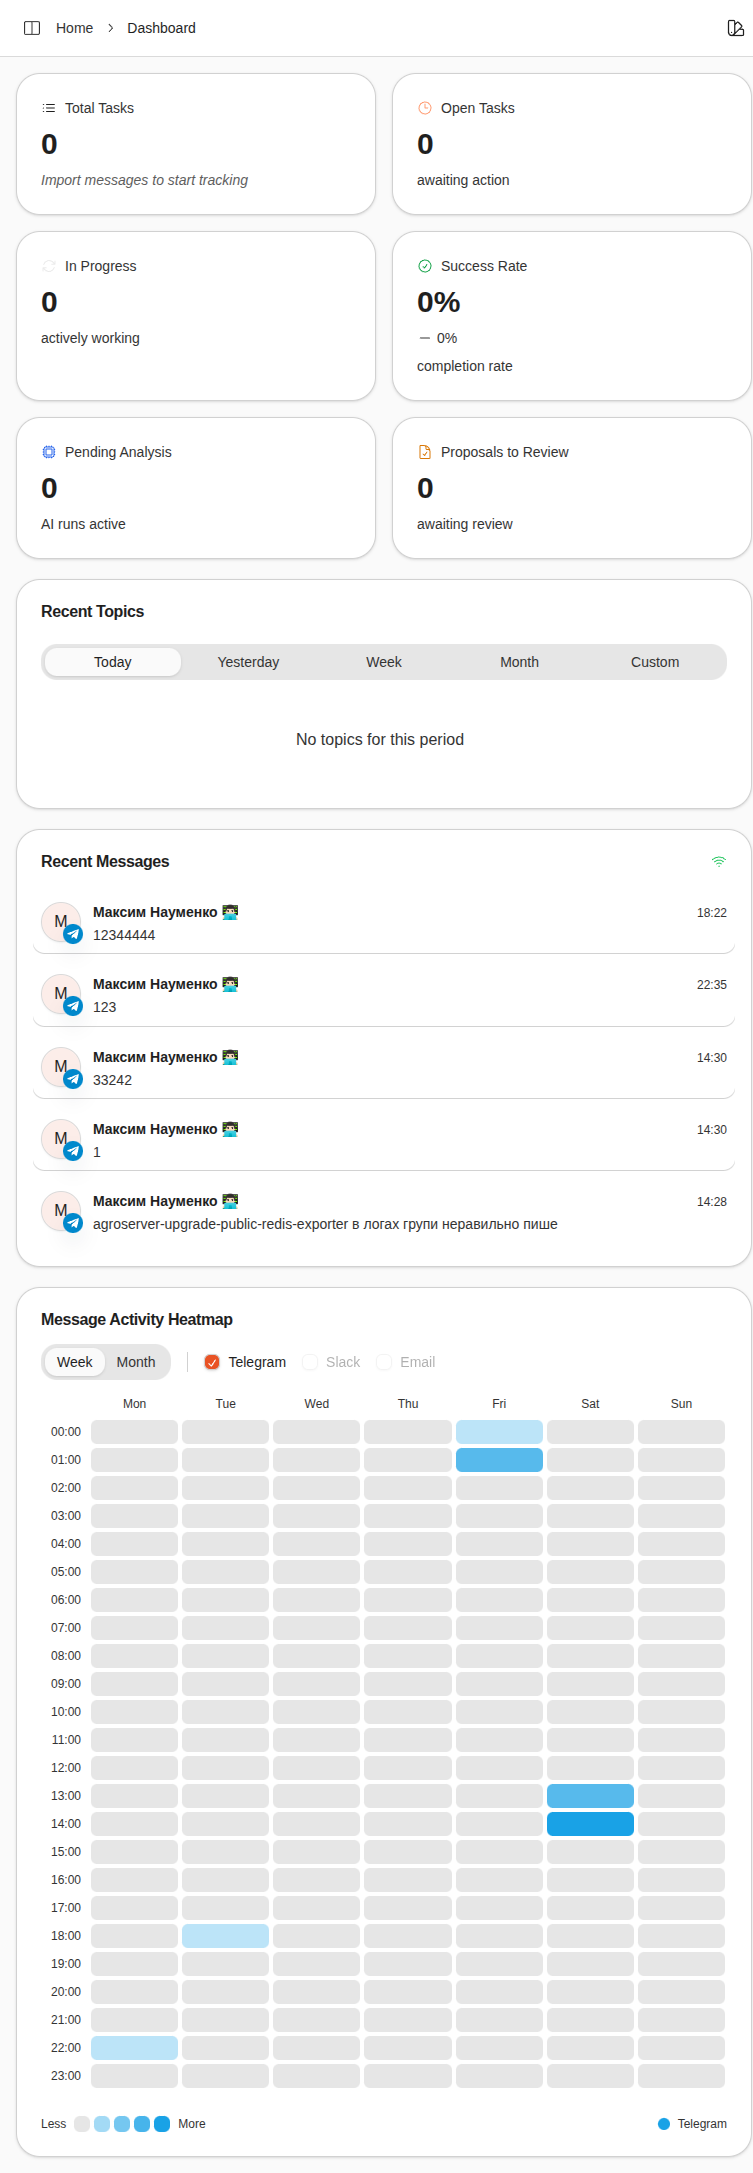 Home > Dashboard
Total Tasks
0
Import messages to start tracking
Open Tasks
0
awaiting action
In Progress
0
actively working
Success Rate
0%
— 0%
completion rate
Pending Analysis
0
AI runs active
Proposals to Review
0
awaiting review
Recent Topics
Today Yesterday Week Month Custom
No topics for this period
Recent Messages
M
Максим Науменко 👨🏻‍💻 18:22
12344444
M
Максим Науменко 👨🏻‍💻 22:35
123
M
Максим Науменко 👨🏻‍💻 14:30
33242
M
Максим Науменко 👨🏻‍💻 14:30
1
M
Максим Науменко 👨🏻‍💻 14:28
agroserver-upgrade-public-redis-exporter в логах групи неравильно пише
Message Activity Heatmap
Week Month Telegram Slack Email
Mon Tue Wed Thu Fri Sat Sun
00:00
01:00
02:00
03:00
04:00
05:00
06:00
07:00
08:00
09:00
10:00
11:00
12:00
13:00
14:00
15:00
16:00
17:00
18:00
19:00
20:00
21:00
22:00
23:00
Less More Telegram